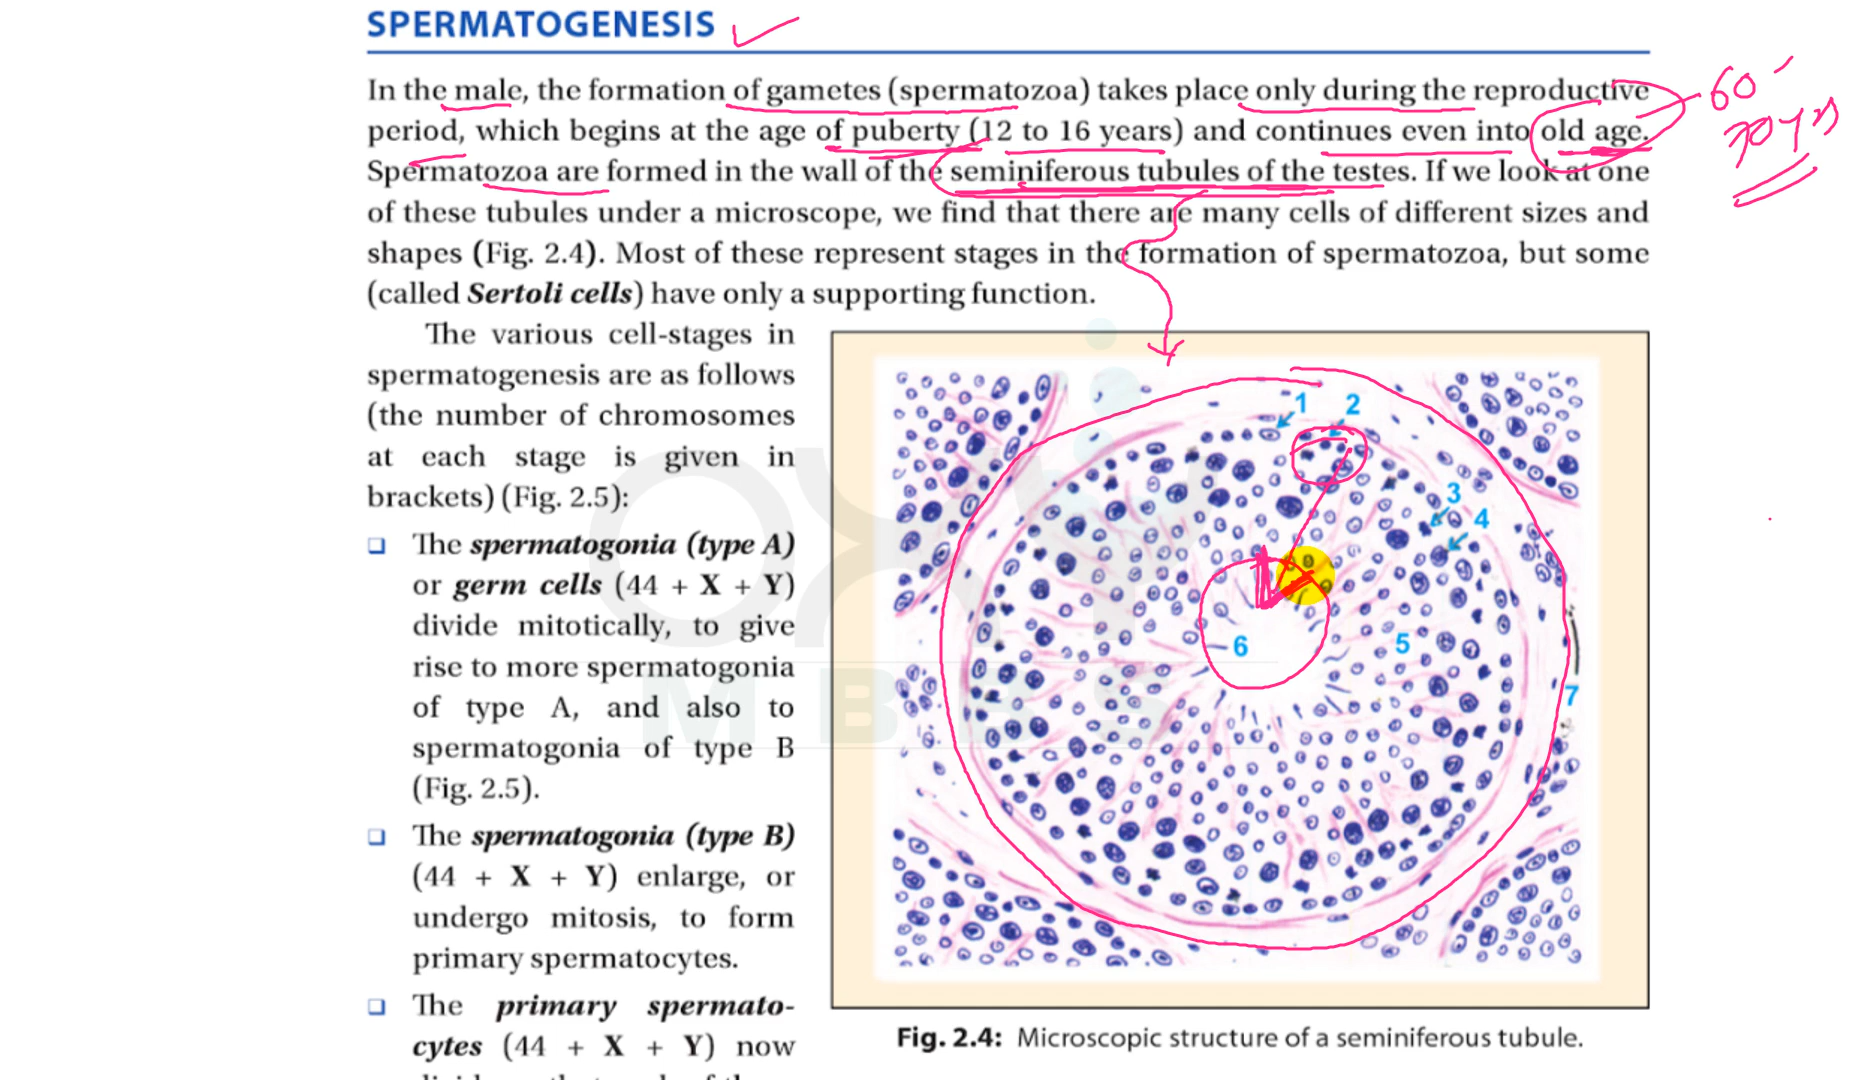 SPERMATOGENESIS
In the male, the formation of gametes (spermatozoa) takes place only during the reproductive
period, which begins at the age of puberty (12 to 16 years) and continues even into old age.
Spermatozoa are formed in the wall of the seminiferous tubules of the testes. If we look at one
of these tubules under a microscope, we find that there are many cells of different sizes and
shapes (Fig. 2.4). Most of these represent stages in the formation of spermatozoa, but some
(called Sertoli cells) have only a supporting function.
60
70 yrs
The various cell-stages in
spermatogenesis are as follows
(the number of chromosomes
at each stage is given in
brackets) (Fig. 2.5):
❑ The spermatogonia (type A)
or germ cells (44 + X + Y)
divide mitotically, to give
rise to more spermatogonia
of type A, and also to
spermatogonia of type B
(Fig. 2.5).
❑ The spermatogonia (type B)
(44 + X + Y) enlarge, or
undergo mitosis, to form
primary spermatocytes.
❑ The primary spermato-
cytes (44 + X + Y) now
1 2
3
4
5
6
7
MBBS
Fig. 2.4: Microscopic structure of a seminiferous tubule.